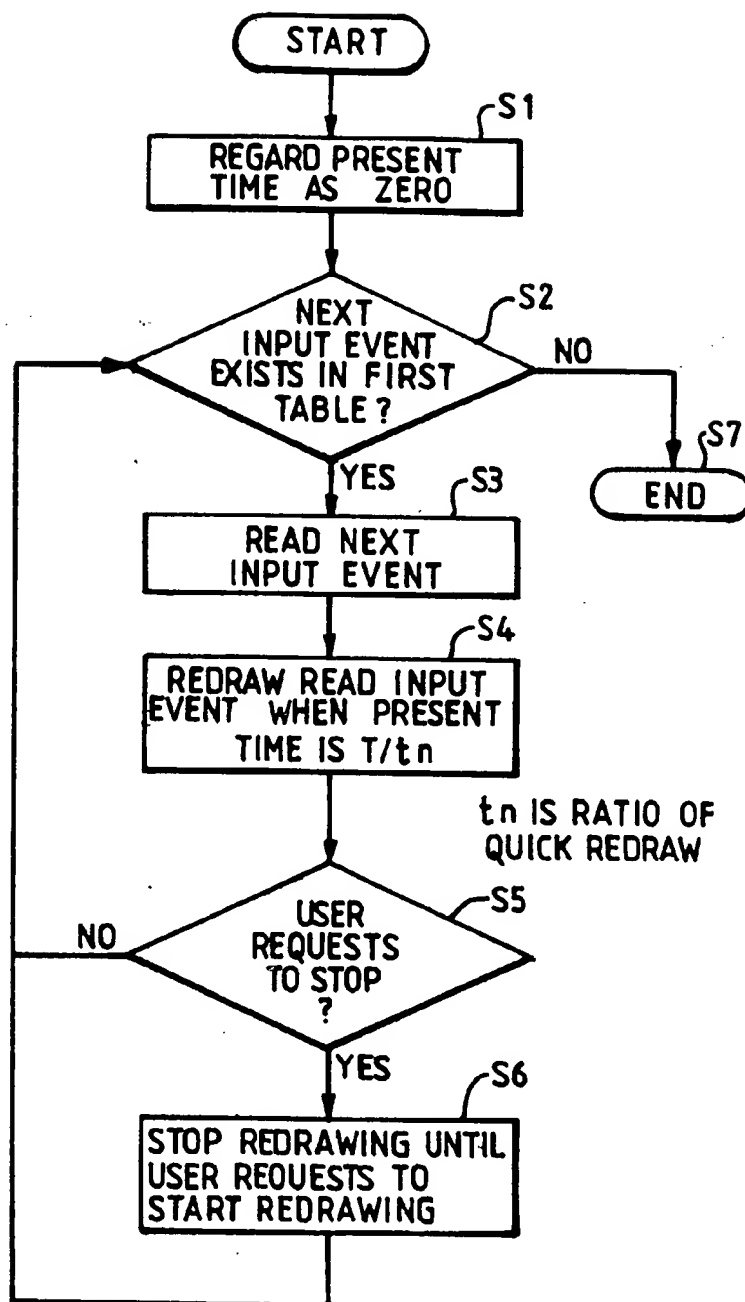 START
S1
REGARD PRESENT
TIME AS ZERO
S2
NEXT
INPUT EVENT
EXISTS IN FIRST
TABLE?
NO
S7
END
YES
S3
READ NEXT
INPUT EVENT
S4
REDRAW READ INPUT
EVENT WHEN PRESENT
TIME IS T/tn
tn IS RATIO OF
QUICK REDRAW
S5
USER
REQUESTS
TO STOP
?
NO
YES
S6
STOP REDRAWING UNTIL
USER REQUESTS TO
START REDRAWING